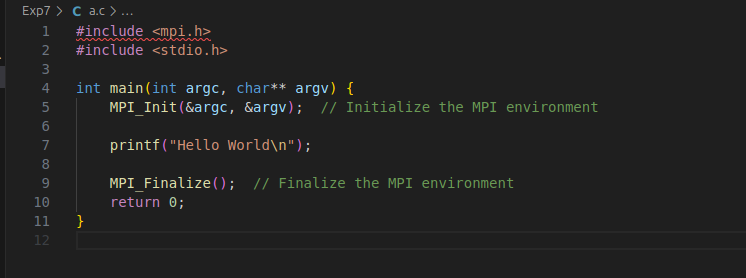 Exp7 > C a.c > ...
1 #include <mpi.h>
2 #include <stdio.h>
3
4 int main(int argc, char** argv) {
5     MPI_Init(&argc, &argv);  // Initialize the MPI environment
6
7     printf("Hello World\n");
8
9     MPI_Finalize();  // Finalize the MPI environment
10     return 0;
11 }
12